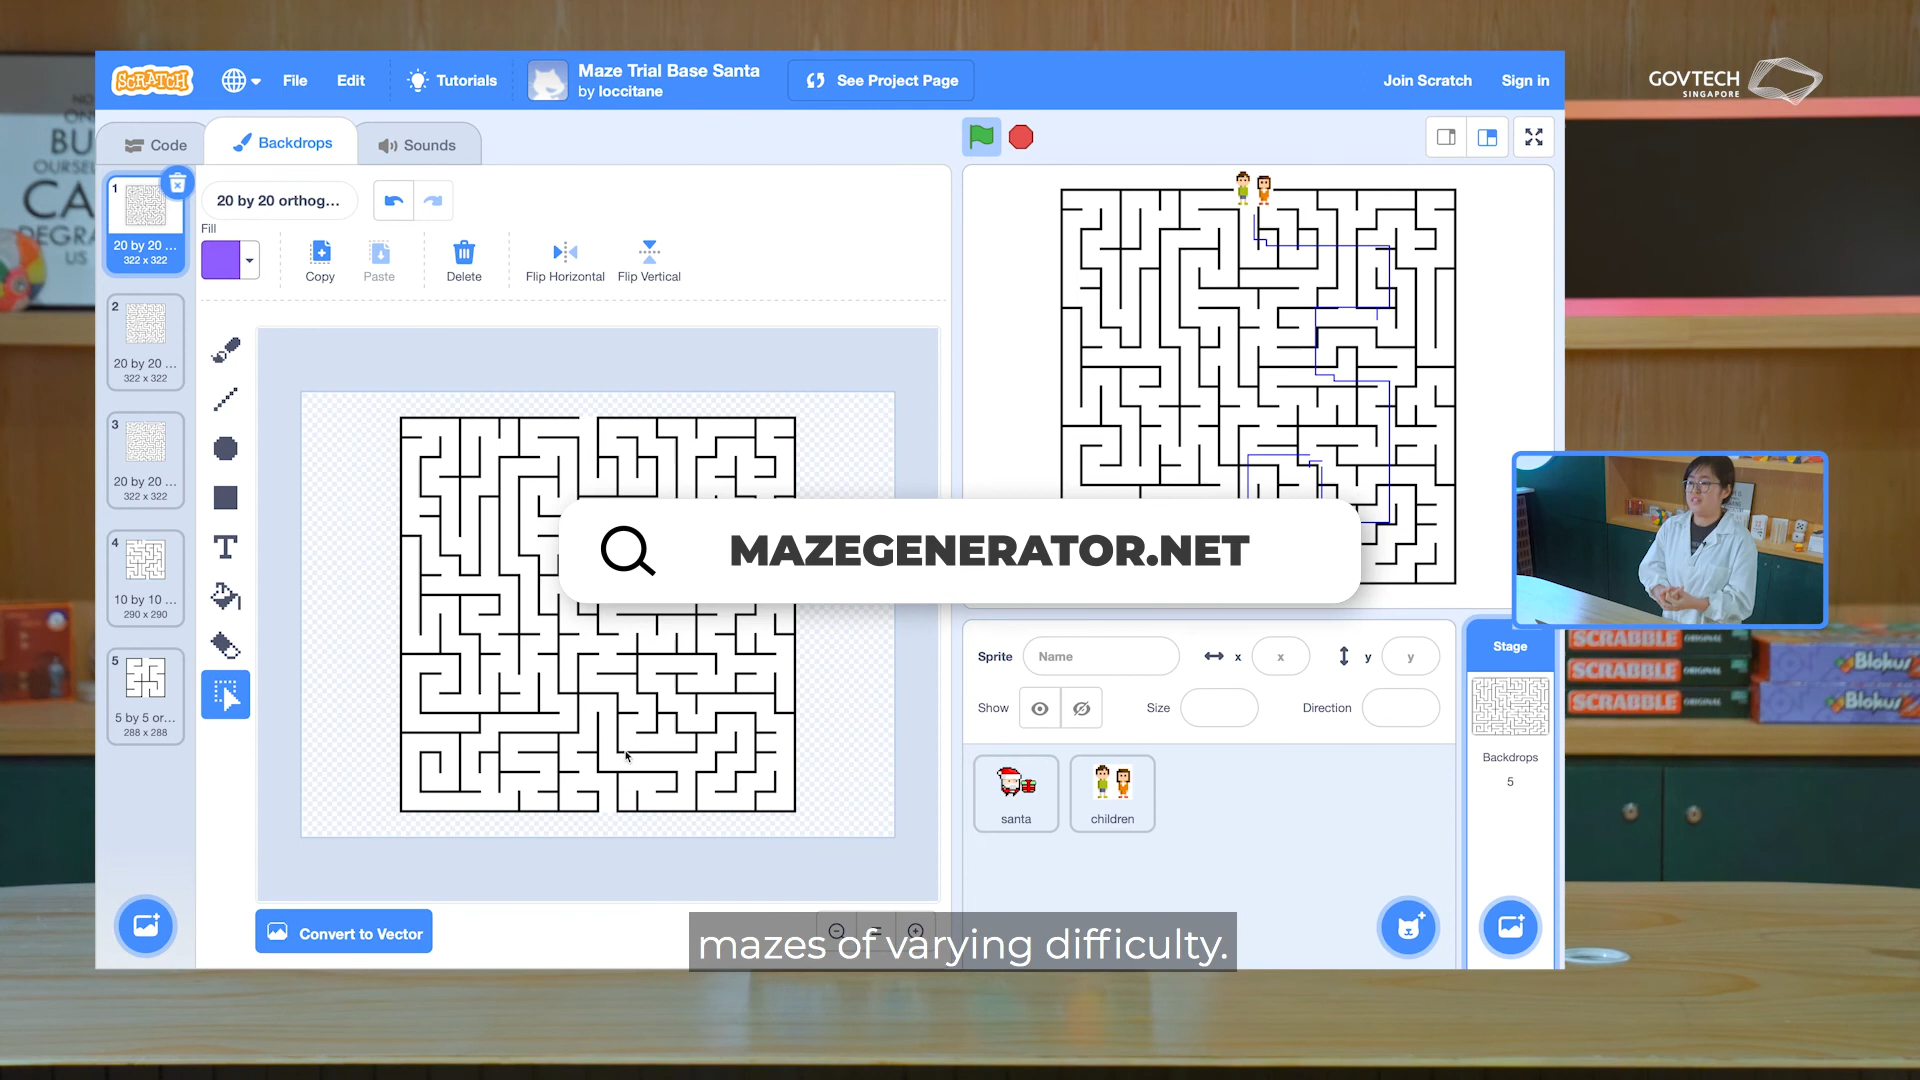 SCRATCH
File
Edit
Tutorials
Maze Trial Base Santa
by loccitane
See Project Page
Join Scratch
Sign in
GOVTECH
SINGAPORE
Code
Backdrops
Sounds
1
20 by 20 ...
322 x 322
2
20 by 20 ...
322 x 322
3
20 by 20 ...
322 x 322
4
10 by 10 ...
290 x 290
5
5 by 5 or...
288 x 288
20 by 20 orthog...
Fill
Copy
Paste
Delete
Flip Horizontal
Flip Vertical
T
MAZEGENERATOR.NET
Convert to Vector
Sprite
Name
x
x
y
y
Show
Size
Direction
santa
children
Stage
Backdrops
5
SCRABBLE ORIGINAL
SCRABBLE ORIGINAL
SCRABBLE ORIGINAL
Blokus
Blokus
mazes of varying difficulty.